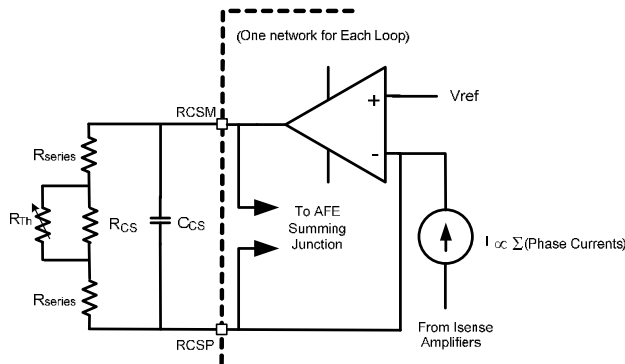 (One network for Each Loop)
RCSM
+
Vref
-
Rseries
RTh
RCS
CCS
To AFE
Summing
Junction
I ∝ Σ(Phase Currents)
Rseries
RCSP
From Isense
Amplifiers